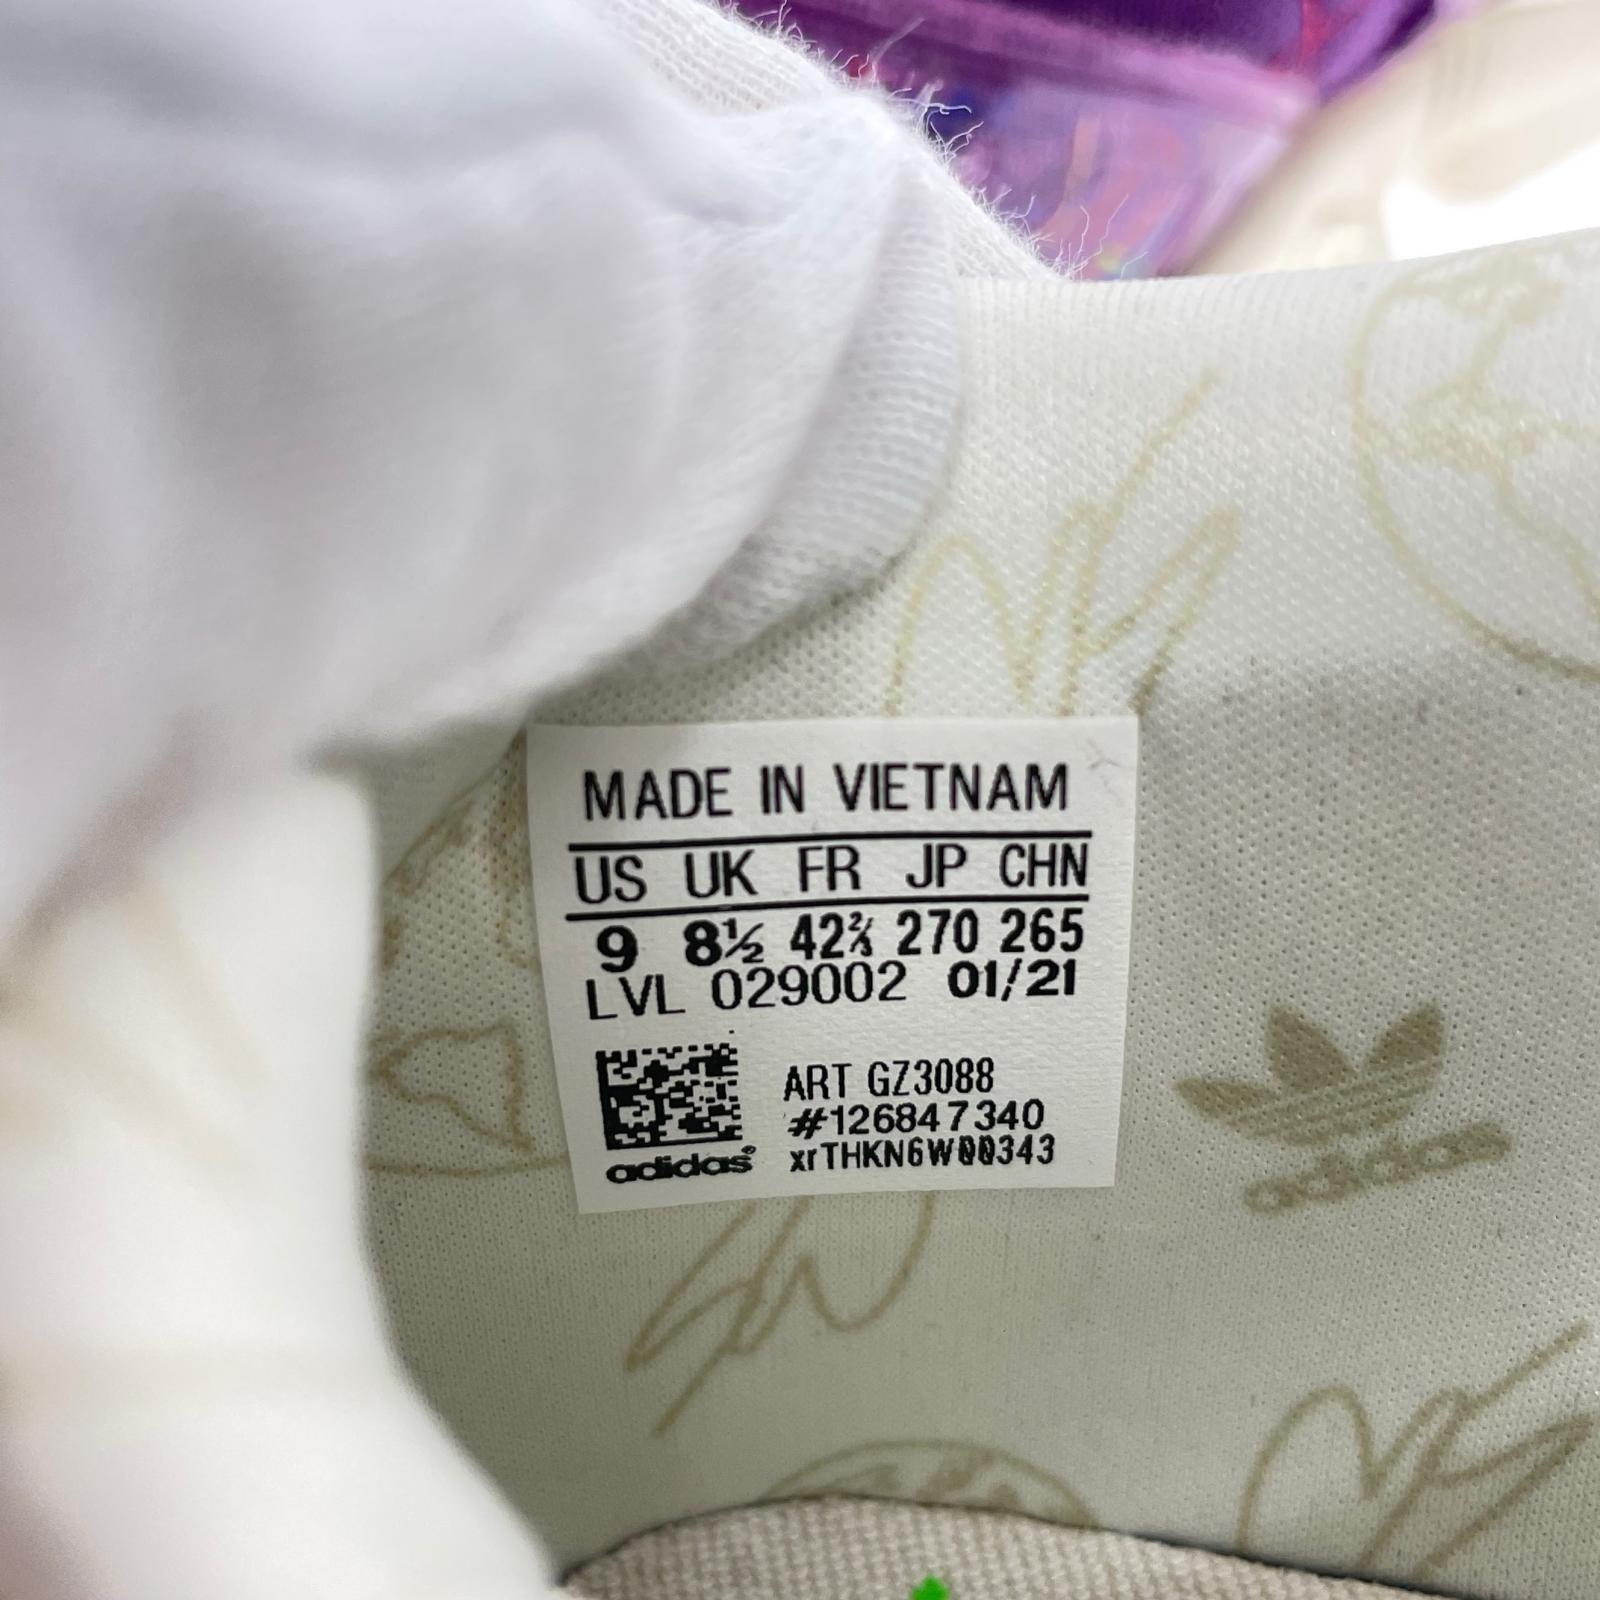 MADE IN VIETNAM
US UK FR JP CHN
9 8½ 42⅔ 270 265
LVL 029002 01/21
ART GZ3088
#126847340
xrTHKN6W00343
adidas
adidas